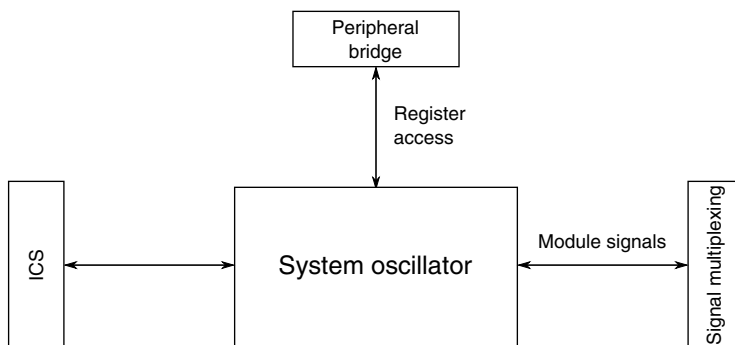 Peripheral
bridge
Register
access
ICS
System oscillator
Module signals
Signal multiplexing